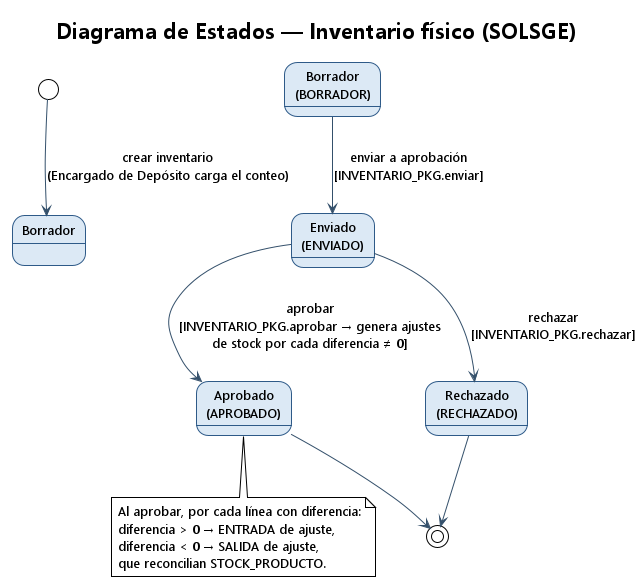 Diagrama de Estados — Inventario físico (SOLSGE)
Borrador
(BORRADOR)
crear inventario
(Encargado de Depósito carga el conteo)
enviar a aprobación
[INVENTARIO_PKG.enviar]
Borrador
Enviado
(ENVIADO)
aprobar
[INVENTARIO_PKG.aprobar → genera ajustes
de stock por cada diferencia ≠ 0]
rechazar
[INVENTARIO_PKG.rechazar]
Aprobado
(APROBADO)
Rechazado
(RECHAZADO)
Al aprobar, por cada línea con diferencia:
diferencia > 0 → ENTRADA de ajuste,
diferencia < 0 → SALIDA de ajuste,
que reconcilian STOCK_PRODUCTO.